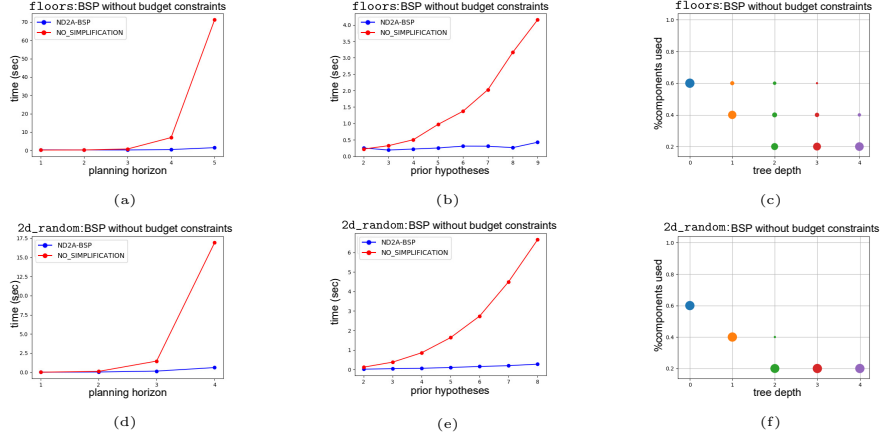 floors:BSP without budget constraints
ND2A-BSP
NO_SIMPLIFICATION
time (sec)
70
60
50
40
30
20
10
0
1 2 3 4 5
planning horizon
(a)
floors:BSP without budget constraints
ND2A-BSP
NO_SIMPLIFICATION
time (sec)
4.0
3.5
3.0
2.5
2.0
1.5
1.0
0.5
0.0
2 3 4 5 6 7 8 9
prior hypotheses
(b)
floors:BSP without budget constraints
%components used
1.0
0.8
0.6
0.4
0.2
0 1 2 3 4
tree depth
(c)
2d_random:BSP without budget constraints
ND2A-BSP
NO_SIMPLIFICATION
time (sec)
17.5
15.0
12.5
10.0
7.5
5.0
2.5
0.0
1 2 3 4
planning horizon
(d)
2d_random:BSP without budget constraints
ND2A-BSP
NO_SIMPLIFICATION
time (sec)
6
5
4
3
2
1
0
2 3 4 5 6 7 8
prior hypotheses
(e)
2d_random:BSP without budget constraints
%components used
1.0
0.8
0.6
0.4
0.2
0 1 2 3 4
tree depth
(f)